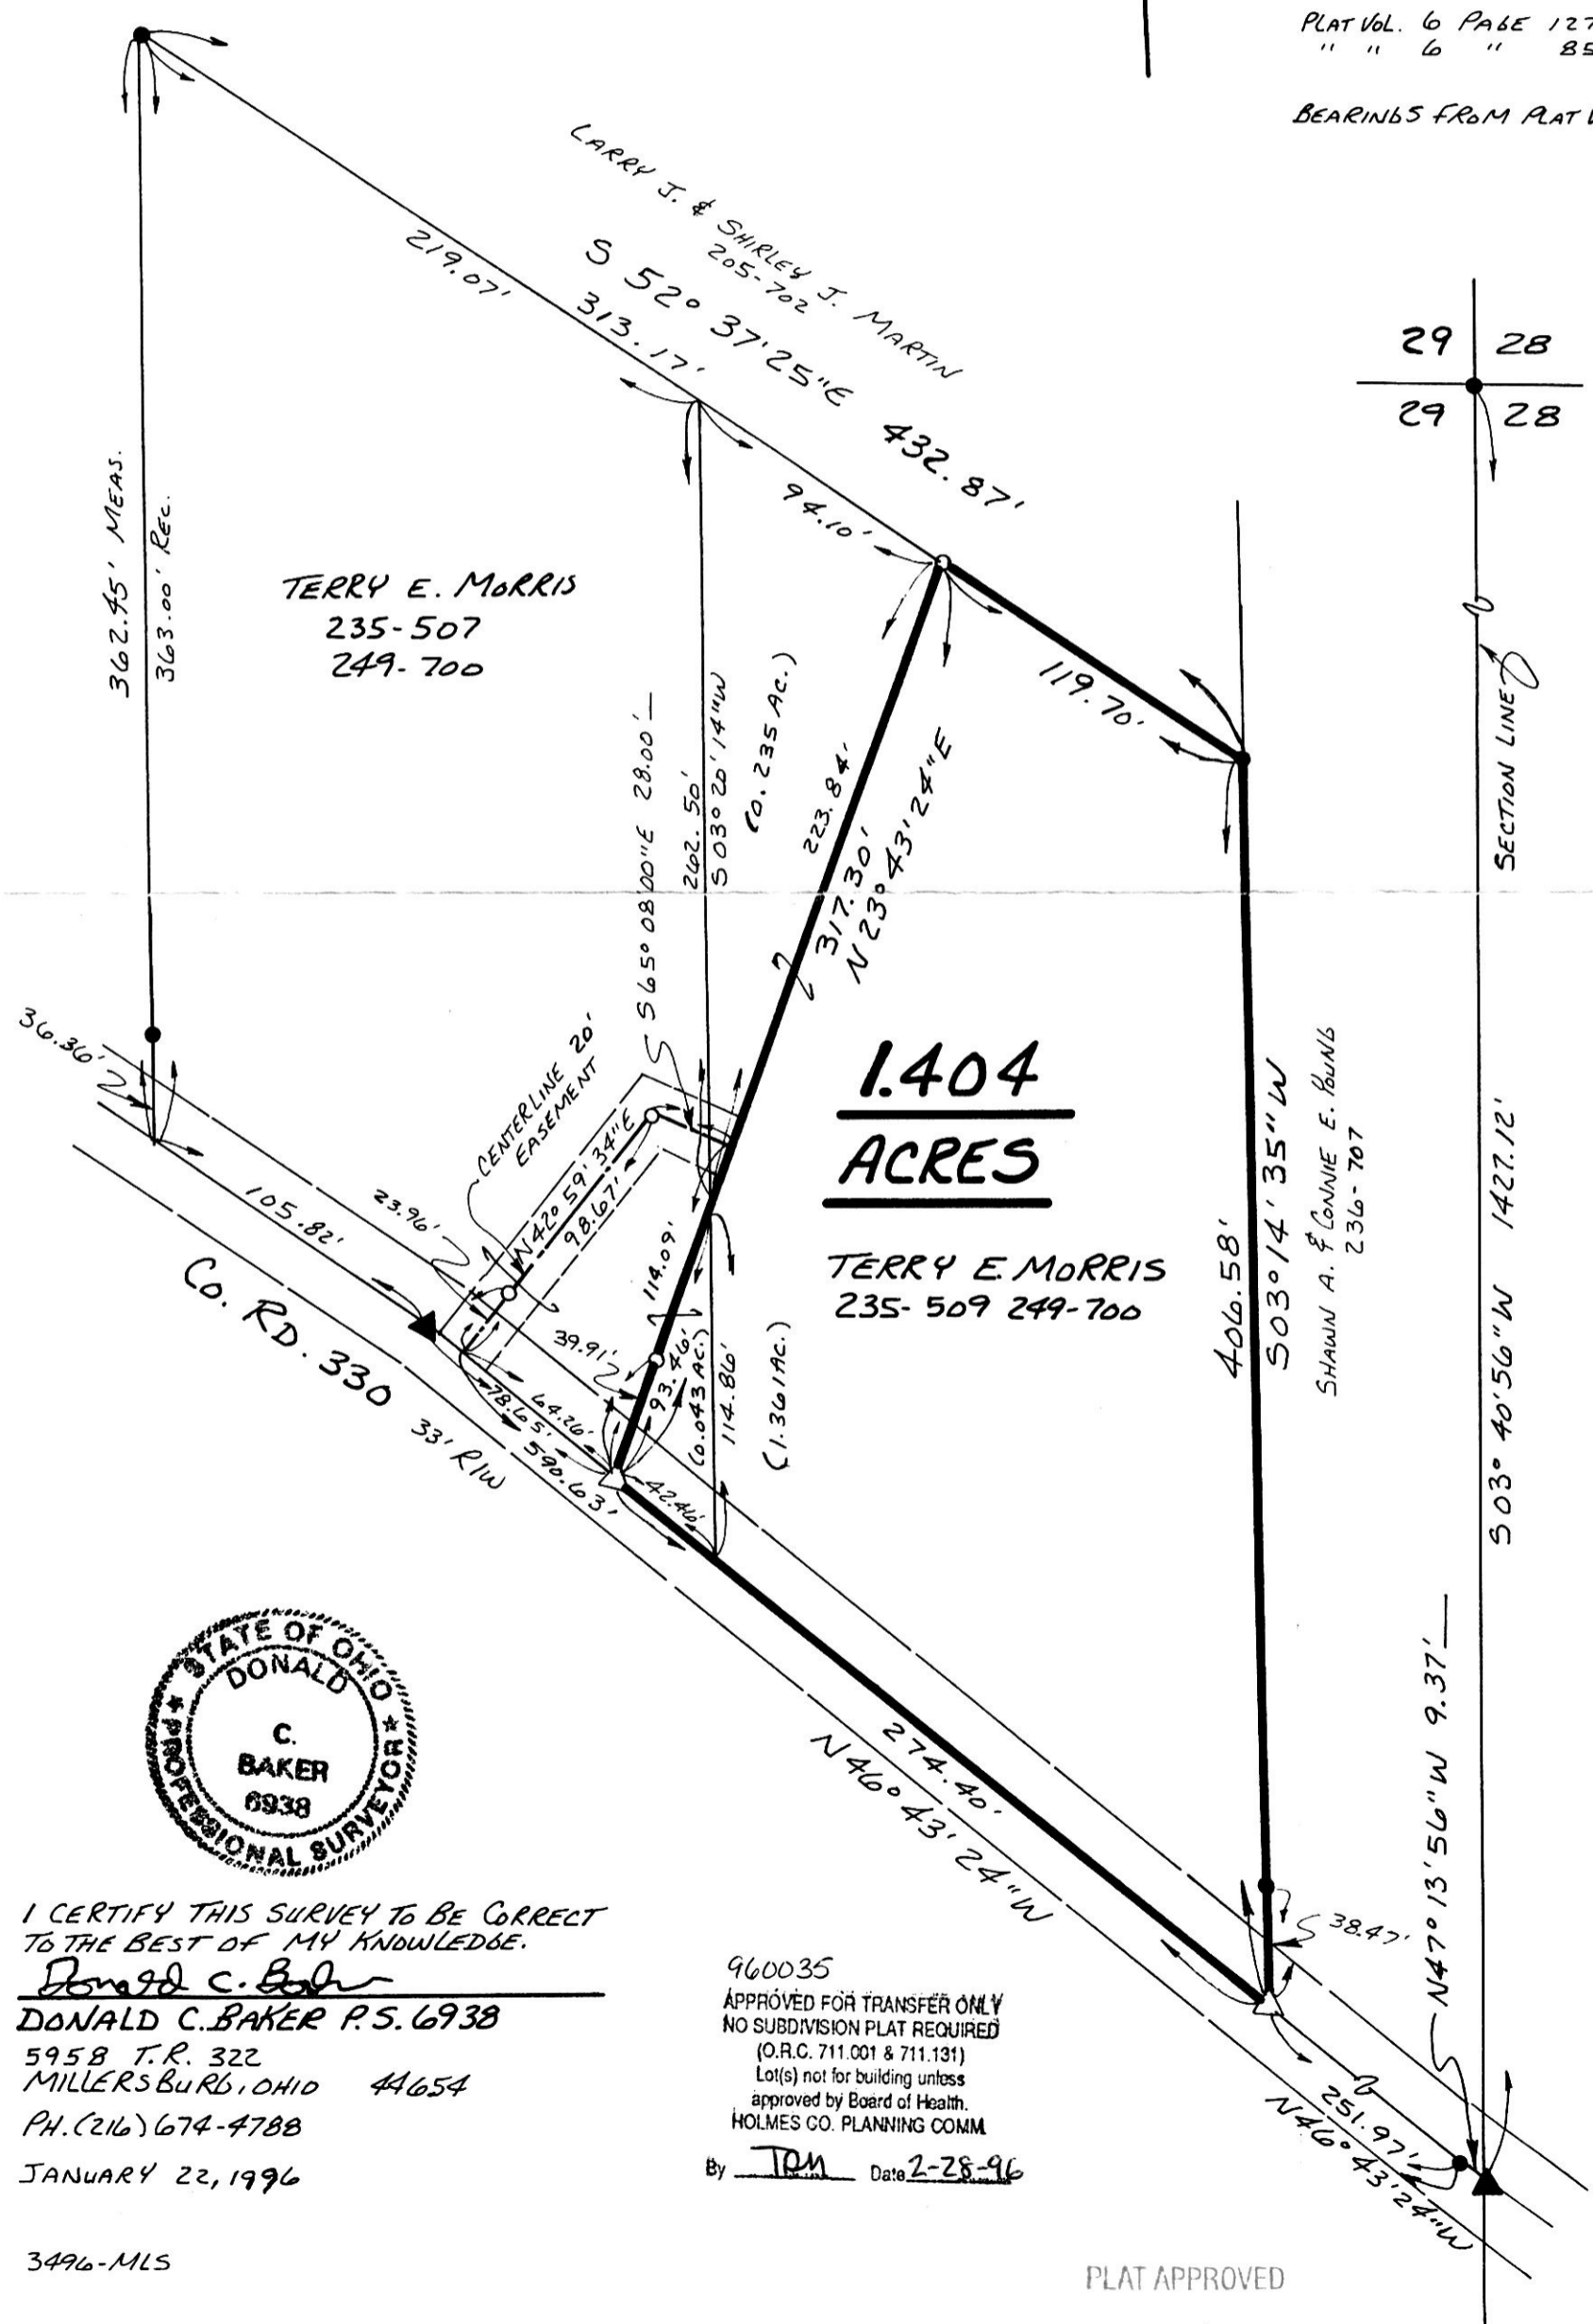 PLAT VOL. 6 PAGE 127
" " 6 " 85
BEARINGS FROM PLAT
LARRY J. & SHIRLEY J. MARTIN
205-702
S 52° 37' 25" E 432.87'
219.07'
313.17'
94.10'
119.70'
29 28
29 28
362.45' MEAS.
363.00' REC.
TERRY E. MORRIS
235-507
249-700
S 65° 08' 00" E 28.00'
262.50'
S 03° 20' 14" W
(0.235 AC.)
223.84'
317.30'
N 23° 43' 24" E
SECTION LINE
36.36'
CENTERLINE 20'
EASEMENT
N 42° 59' 34" E
98.67'
1.404
ACRES
TERRY E. MORRIS
235-509 249-700
406.58'
S 03° 14' 35" W
SHAWN A. & CONNIE E. YOUNG
236-707
S 03° 40' 56" W 1427.12'
105.82'
23.96'
CO. RD. 330
33' R/W
39.91'
114.09'
93.46'
(0.043 AC.)
114.86'
(1.361 AC.)
78.65'
64.26'
590.63'
42.46'
274.40'
N 46° 43' 24" W
38.47'
N 47° 13' 56" W 9.37'
251.97'
N 46° 43' 24" W
STATE OF OHIO
DONALD
C.
BAKER
6938
★ PROFESSIONAL SURVEYOR ★
I CERTIFY THIS SURVEY TO BE CORRECT
TO THE BEST OF MY KNOWLEDGE.
Donald C. Baker
DONALD C. BAKER P.S. 6938
5958 T.R. 322
MILLERSBURG, OHIO 44654
PH. (216) 674-4788
JANUARY 22, 1996
3496-MLS
960035
APPROVED FOR TRANSFER ONLY
NO SUBDIVISION PLAT REQUIRED
(O.R.C. 711.001 & 711.131)
Lot(s) not for building unless
approved by Board of Health.
HOLMES CO. PLANNING COMM.
By Date 2-28-96
PLAT APPROVED